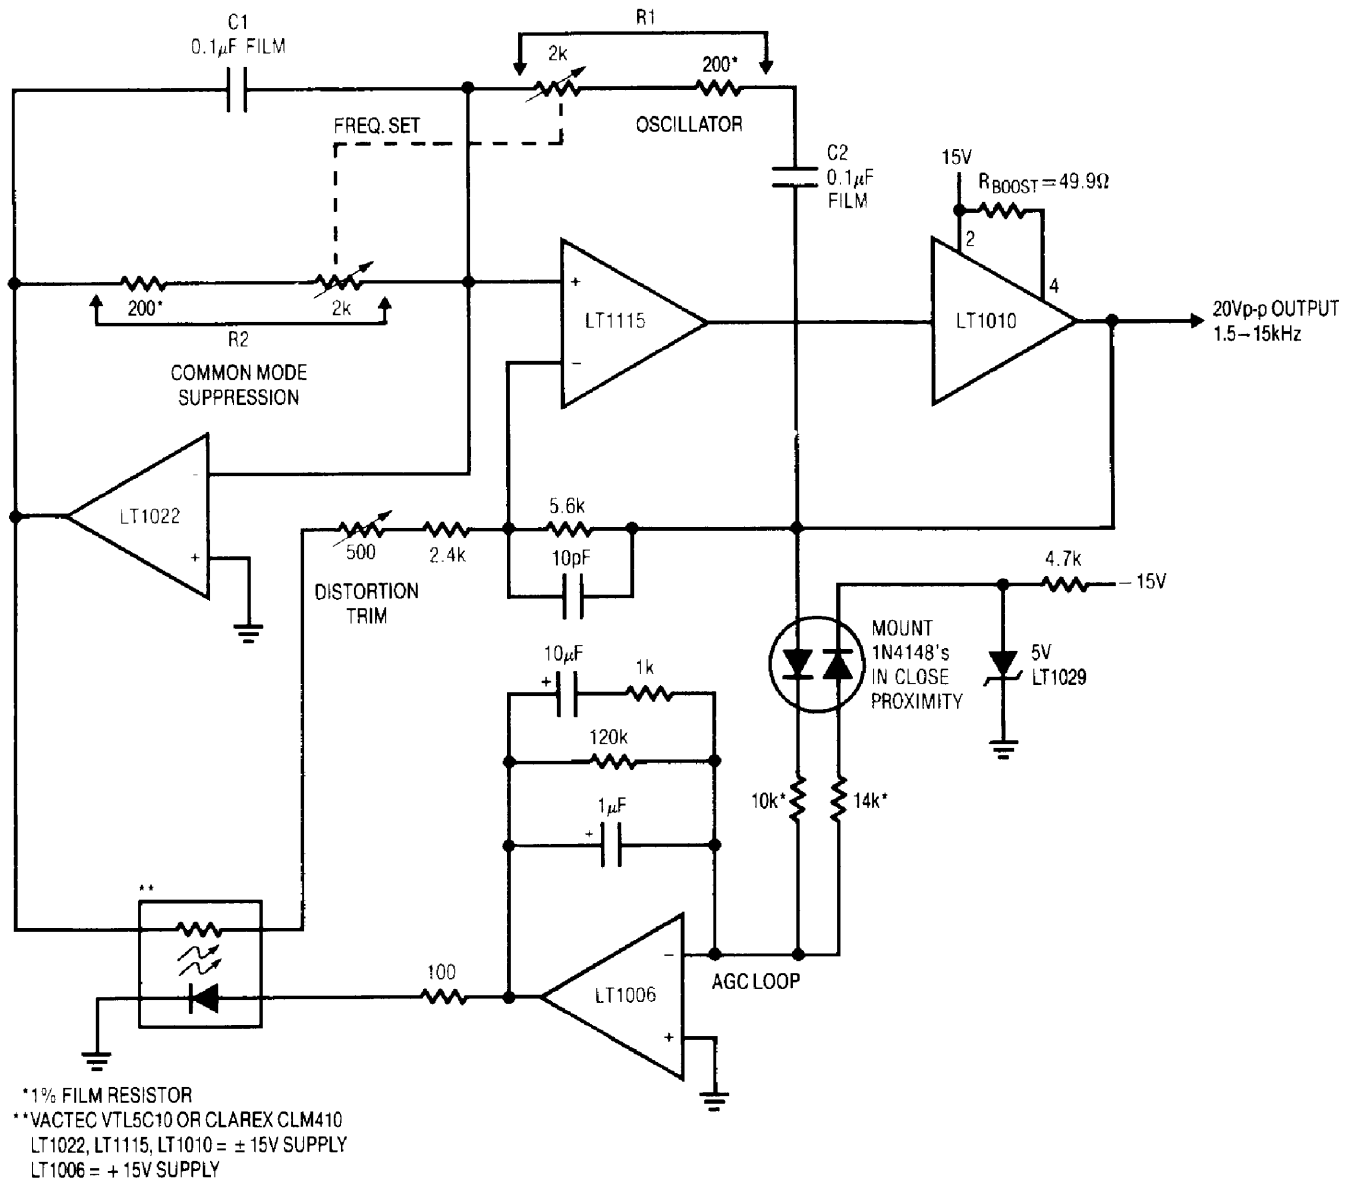 C1
0.1μF FILM
R1
2k
200*
OSCILLATOR
FREQ. SET
C2
0.1μF
FILM
15V
R BOOST = 49.9Ω
2
4
200*
2k
R2
COMMON MODE
SUPPRESSION
+
LT1115
−
LT1010
20Vp-p OUTPUT
1.5–15kHz
-
LT1022
+
500
2.4k
5.6k
10pF
DISTORTION
TRIM
4.7k
– 15V
MOUNT
1N4148's
IN CLOSE
PROXIMITY
5V
LT1029
10μF
+
1k
120k
1μF
+
10k*
14k*
**
100
−
LT1006
+
AGC LOOP
*1% FILM RESISTOR
**VACTEC VTL5C10 OR CLAREX CLM410
LT1022, LT1115, LT1010 = ± 15V SUPPLY
LT1006 = + 15V SUPPLY